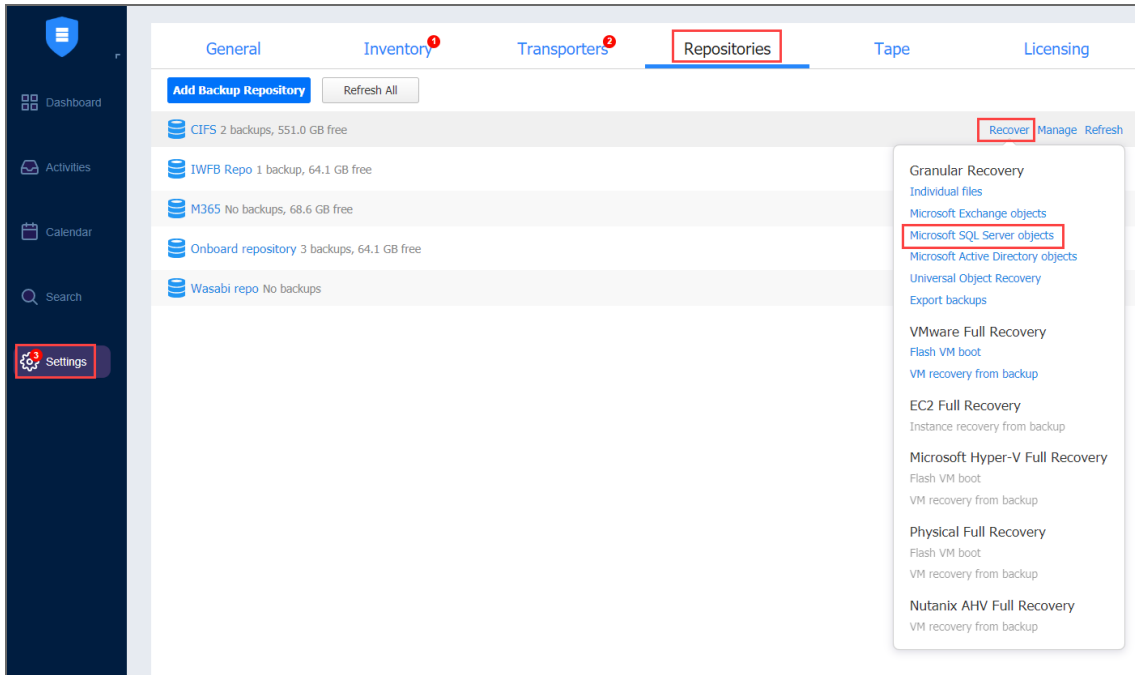 General
Inventory 1
Transporters 2
Repositories
Tape
Licensing
Add Backup Repository
Refresh All
Dashboard
Activities
Calendar
Search
3 Settings
CIFS 2 backups, 551.0 GB free
Recover Manage Refresh
IWFB Repo 1 backup, 64.1 GB free
M365 No backups, 68.6 GB free
Onboard repository 3 backups, 64.1 GB free
Wasabi repo No backups
Granular Recovery
Individual files
Microsoft Exchange objects
Microsoft SQL Server objects
Microsoft Active Directory objects
Universal Object Recovery
Export backups
VMware Full Recovery
Flash VM boot
VM recovery from backup
EC2 Full Recovery
Instance recovery from backup
Microsoft Hyper-V Full Recovery
Flash VM boot
VM recovery from backup
Physical Full Recovery
Flash VM boot
VM recovery from backup
Nutanix AHV Full Recovery
VM recovery from backup